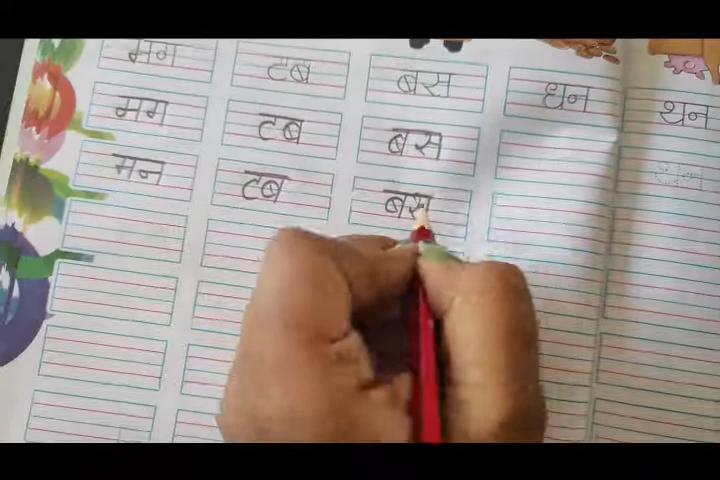 मग टब बस धन थन
मग टब बस
मन टब बस